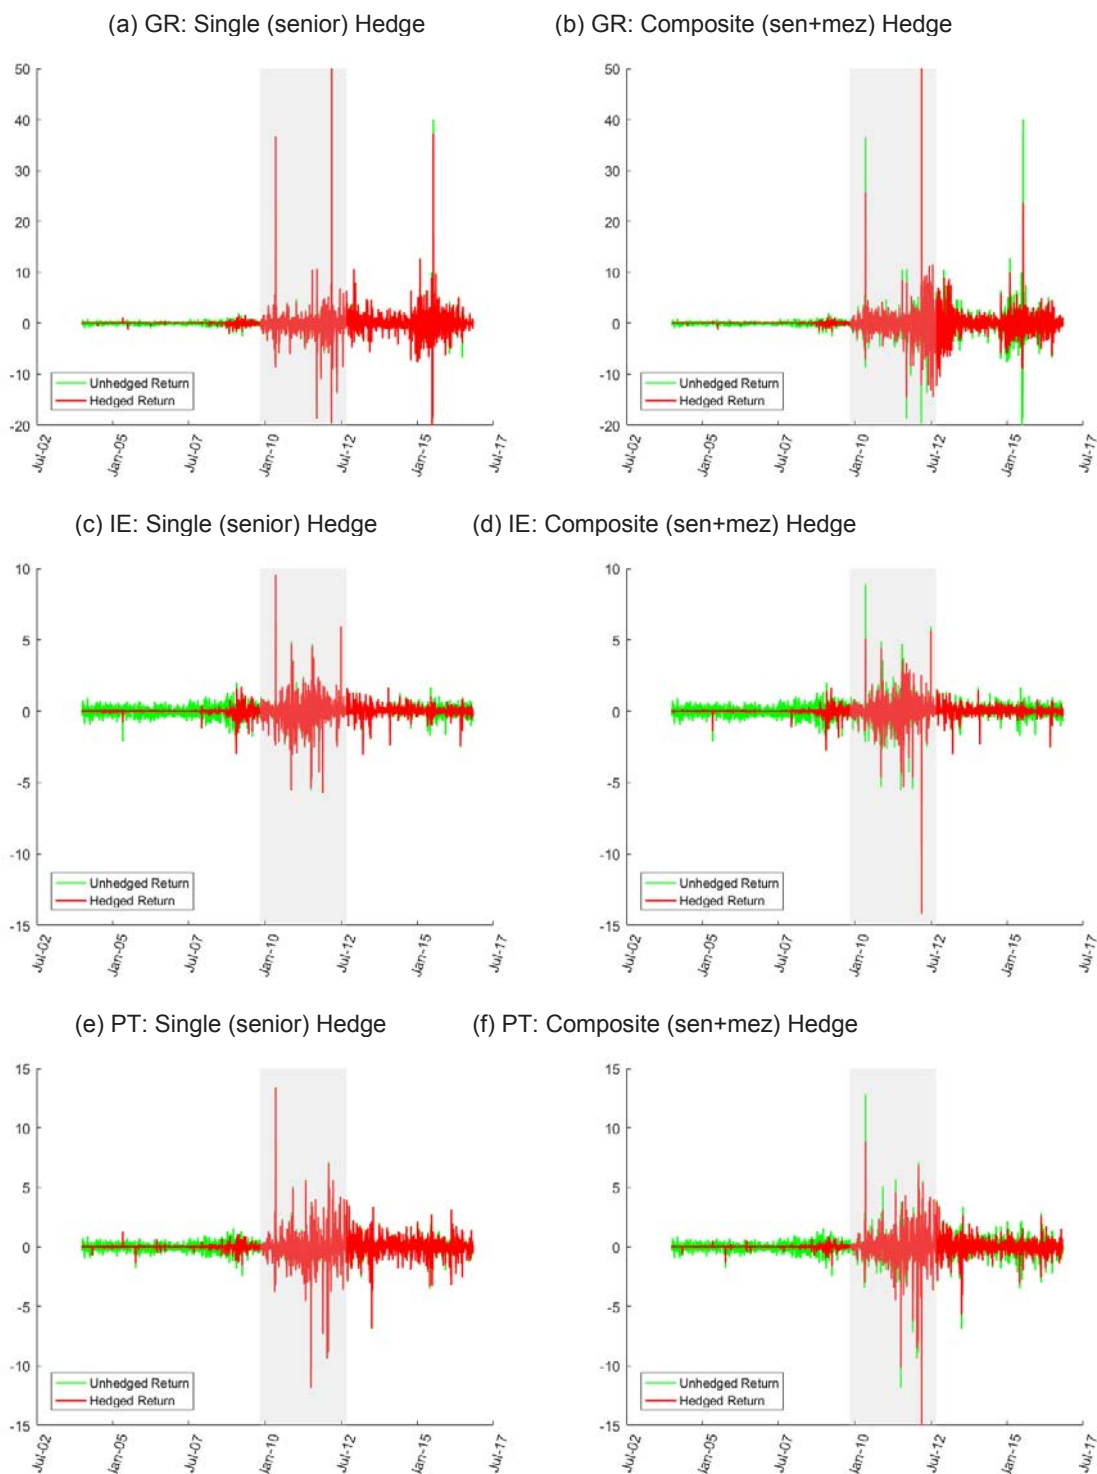 (a) GR: Single (senior) Hedge
(b) GR: Composite (sen+mez) Hedge
50
40
30
20
10
0
-10
-20
Unhedged Return
Hedged Return
Jul-02
Jan-05
Jul-07
Jan-10
Jul-12
Jan-15
Jul-17
50
40
30
20
10
0
-10
-20
Unhedged Return
Hedged Return
Jul-02
Jan-05
Jul-07
Jan-10
Jul-12
Jan-15
Jul-17
(c) IE: Single (senior) Hedge
(d) IE: Composite (sen+mez) Hedge
10
5
0
-5
-10
-15
Unhedged Return
Hedged Return
Jul-02
Jan-05
Jul-07
Jan-10
Jul-12
Jan-15
Jul-17
10
5
0
-5
-10
-15
Unhedged Return
Hedged Return
Jul-02
Jan-05
Jul-07
Jan-10
Jul-12
Jan-15
Jul-17
(e) PT: Single (senior) Hedge
(f) PT: Composite (sen+mez) Hedge
15
10
5
0
-5
-10
-15
Unhedged Return
Hedged Return
Jul-02
Jan-05
Jul-07
Jan-10
Jul-12
Jan-15
Jul-17
15
10
5
0
-5
-10
-15
Unhedged Return
Hedged Return
Jul-02
Jan-05
Jul-07
Jan-10
Jul-12
Jan-15
Jul-17